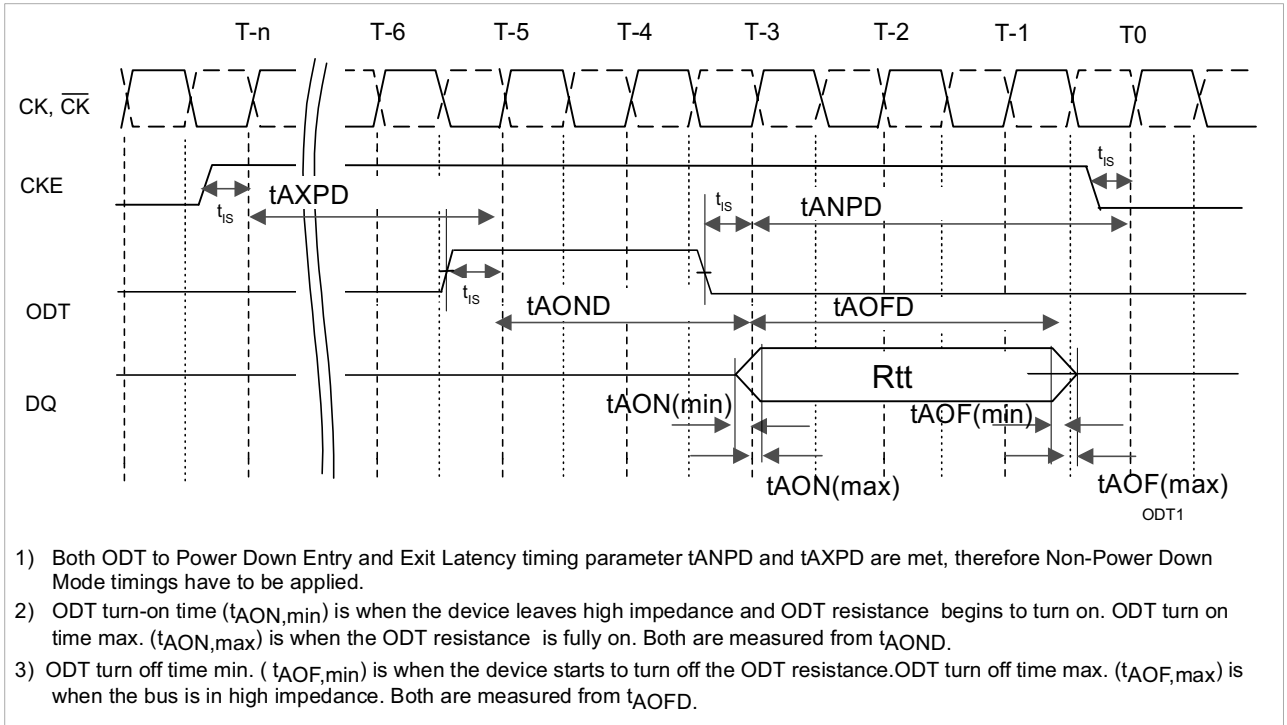 T-n T-6 T-5 T-4 T-3 T-2 T-1 T0
CK, CK
CKE
tIS
tAXPD
tIS
tANPD
tIS
tIS
ODT
tAOND
tAOFD
Rtt
DQ
tAON(min)
tAOF(min)
tAON(max)
tAOF(max)
ODT1
1) Both ODT to Power Down Entry and Exit Latency timing parameter tANPD and tAXPD are met, therefore Non-Power Down
Mode timings have to be applied.
2) ODT turn-on time (tAON,min) is when the device leaves high impedance and ODT resistance begins to turn on. ODT turn on
time max. (tAON,max) is when the ODT resistance is fully on. Both are measured from tAOND.
3) ODT turn off time min. ( tAOF,min) is when the device starts to turn off the ODT resistance.ODT turn off time max. (tAOF,max) is
when the bus is in high impedance. Both are measured from tAOFD.